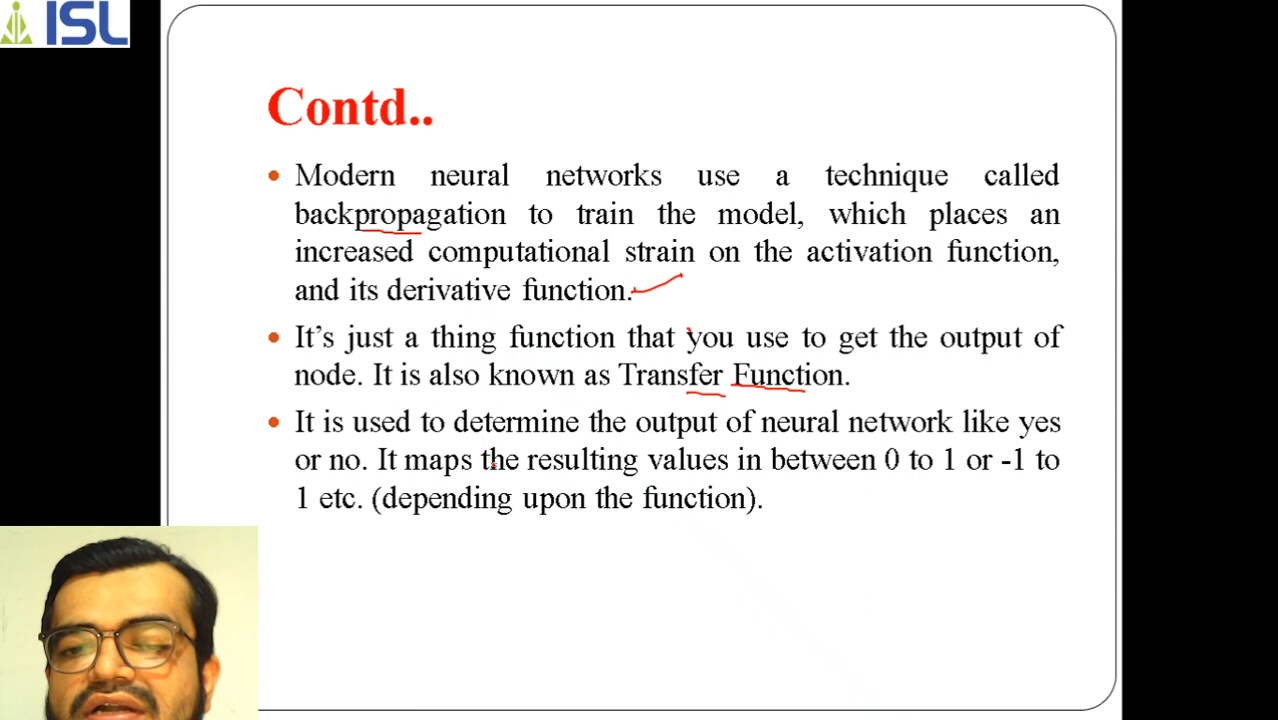 ISL
Contd..
• Modern neural networks use a technique called
backpropagation to train the model, which places an
increased computational strain on the activation function,
and its derivative function.
• It’s just a thing function that you use to get the output of
node. It is also known as Transfer Function.
• It is used to determine the output of neural network like yes
or no. It maps the resulting values in between 0 to 1 or -1 to
1 etc. (depending upon the function).